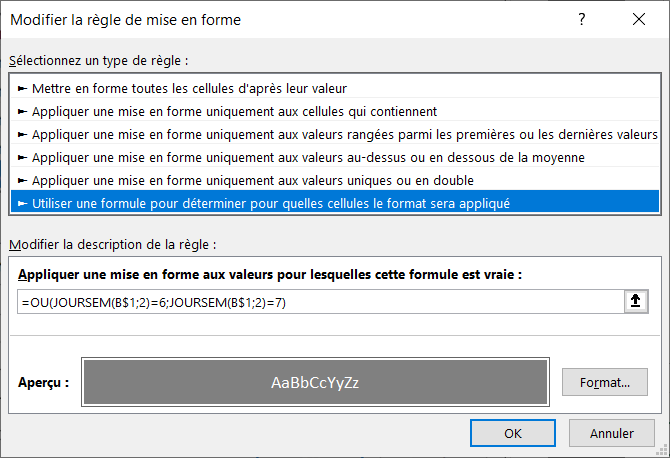 Modifier la règle de mise en forme
Sélectionnez un type de règle :
► Mettre en forme toutes les cellules d'après leur valeur
► Appliquer une mise en forme uniquement aux cellules qui contiennent
► Appliquer une mise en forme uniquement aux valeurs rangées parmi les premières ou les dernières valeurs
► Appliquer une mise en forme uniquement aux valeurs au-dessus ou en dessous de la moyenne
► Appliquer une mise en forme uniquement aux valeurs uniques ou en double
► Utiliser une formule pour déterminer pour quelles cellules le format sera appliqué
Modifier la description de la règle :
Appliquer une mise en forme aux valeurs pour lesquelles cette formule est vraie :
=OU(JOURSEM(B$1;2)=6;JOURSEM(B$1;2)=7)
Aperçu :
AaBbCcYyZz
Format...
OK
Annuler